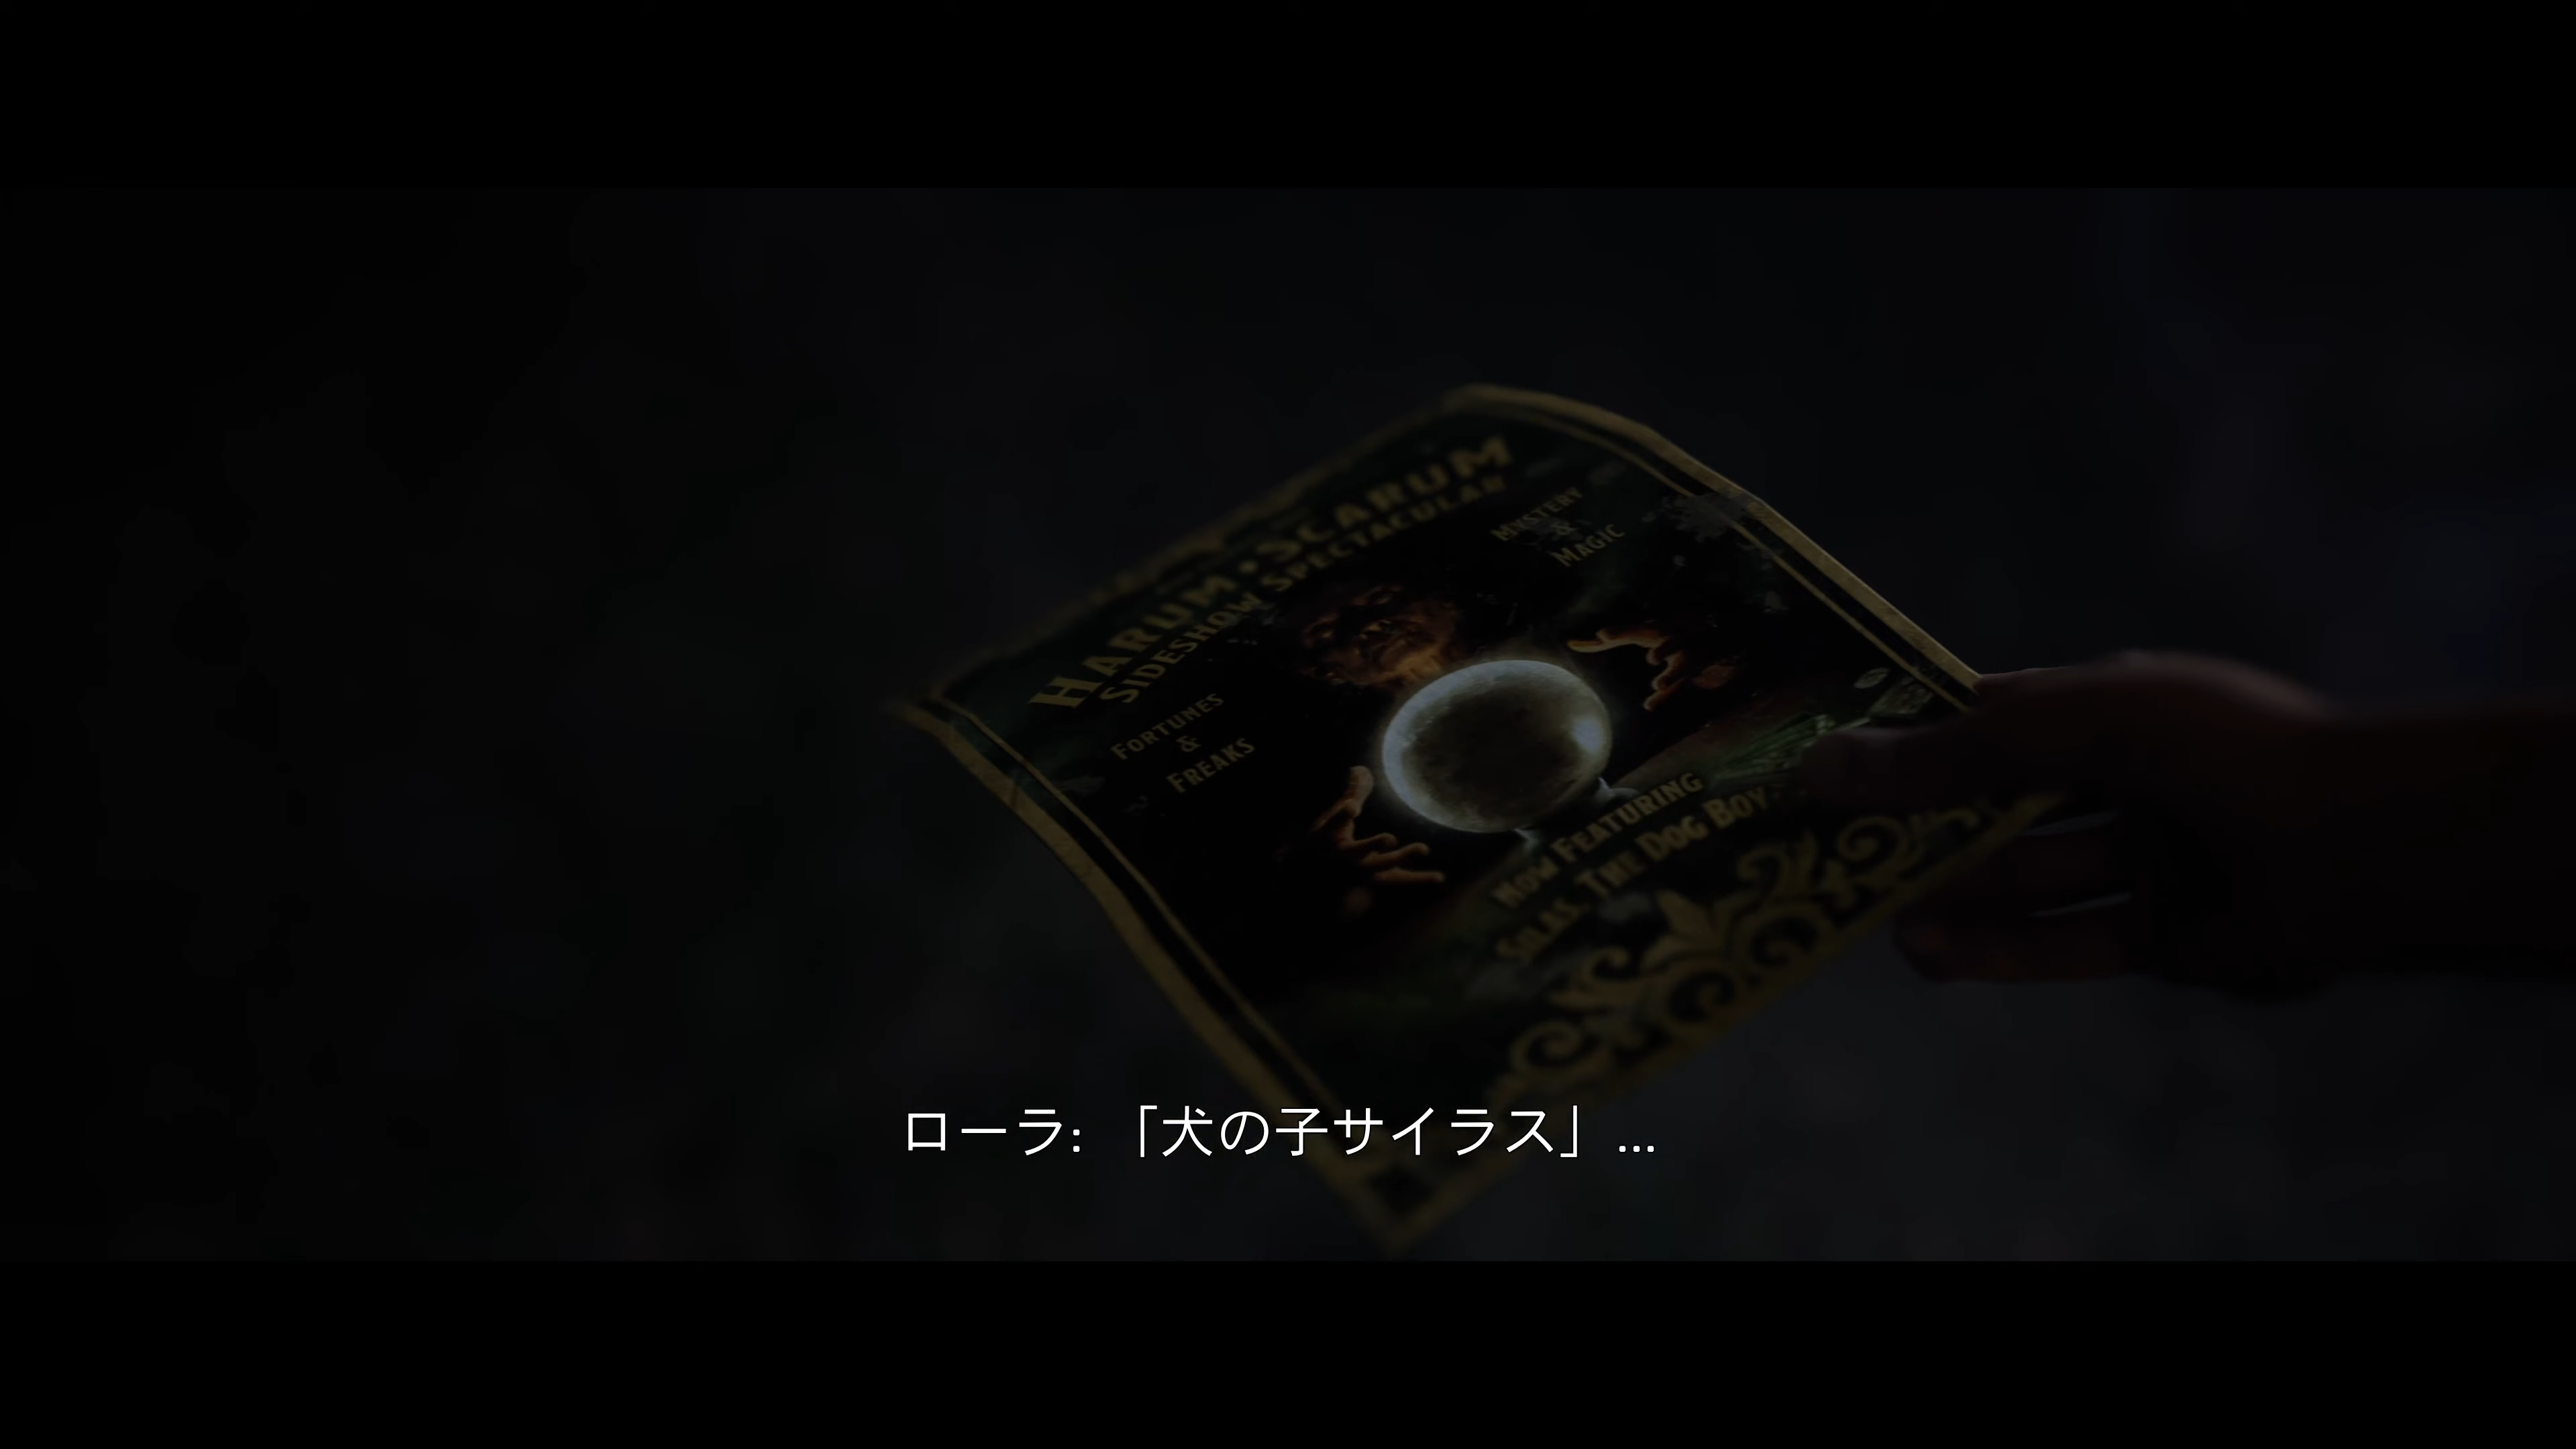 HARUM • SCARUM
SIDESHOW SPECTACULAR
MYSTERY
&
MAGIC
FORTUNES
&
FREAKS
NOW FEATURING
SILAS, THE DOG BOY
ローラ: 「犬の子サイラス」...